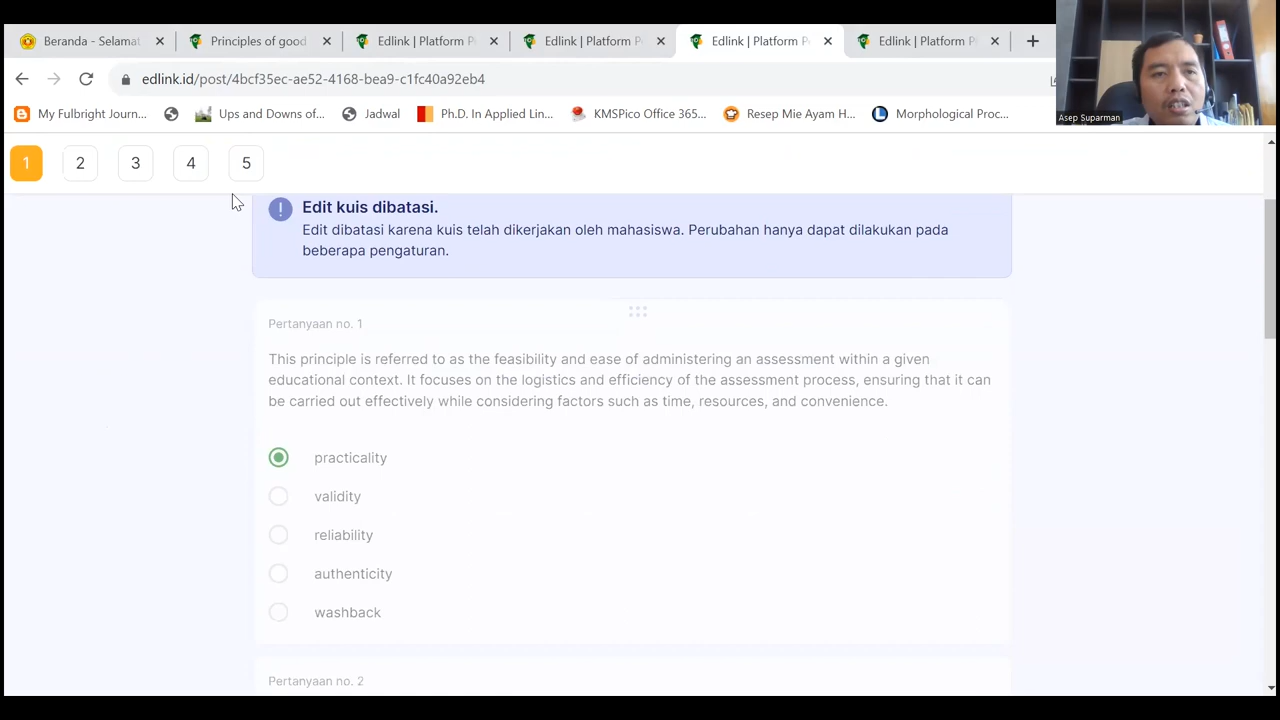 Beranda - Selamat
Principles of good
Edlink | Platform P
Edlink | Platform P
Edlink | Platform P
Edlink | Platform P
edlink.id/post/4bcf35ec-ae52-4168-bea9-c1fc40a92eb4
My Fulbright Journ...
Ups and Downs of...
Jadwal
Ph.D. In Applied Lin...
KMSPico Office 365...
Resep Mie Ayam H...
Morphological Proc...
Asep Suparman
1 2 3 4 5
Edit kuis dibatasi.
Edit dibatasi karena kuis telah dikerjakan oleh mahasiswa. Perubahan hanya dapat dilakukan pada
beberapa pengaturan.
Pertanyaan no. 1
This principle is referred to as the feasibility and ease of administering an assessment within a given
educational context. It focuses on the logistics and efficiency of the assessment process, ensuring that it can
be carried out effectively while considering factors such as time, resources, and convenience.
practicality
validity
reliability
authenticity
washback
Pertanyaan no. 2